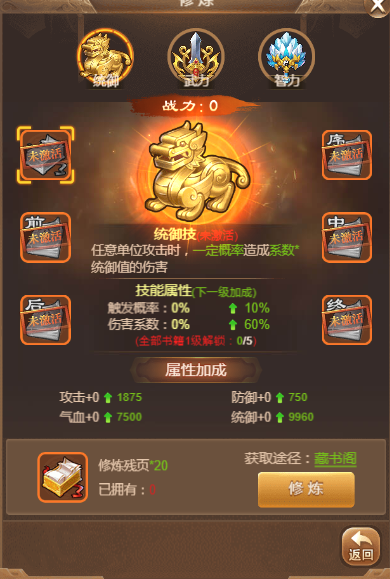 修炼
统御 武力 智力
战力：0
未激活
序
未激活
前
未激活
中
未激活
后
未激活
终
未激活
统御技(未激活)
任意单位攻击时，一定概率造成系数*
统御值的伤害
技能属性(下一级加成)
触发概率：0% 10%
伤害系数：0% 60%
(全部书籍1级解锁：0/5)
属性加成
攻击+0 1875 防御+0 750
气血+0 7500 统御+0 9960
修炼残页*20
已拥有：0
获取途径：藏书阁
修炼
返回